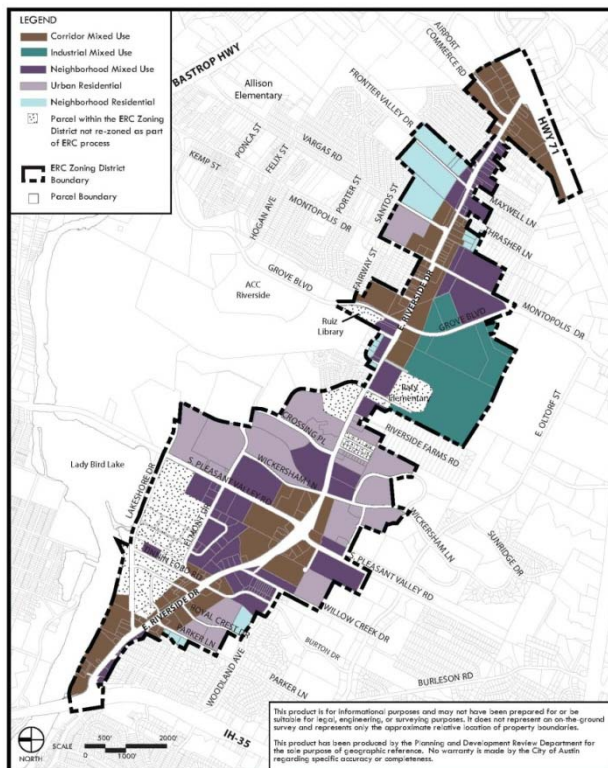 LEGEND
Corridor Mixed Use
Industrial Mixed Use
Neighborhood Mixed Use
Urban Residential
Neighborhood Residential
Parcel within the ERC Zoning
District not re-zoned as part
of ERC process
ERC Zoning District
Boundary
Parcel Boundary
BASTROP HWY
Allison
Elementary
AIRPORT
COMMERCE RD
FRONTIER VALLEY DR
HWY 71
PONCA ST
VARGAS RD
KEMP ST
FELIX ST
PORTER ST
SANTOS ST
MAXWELL LN
HOGAN AVE
MONTOPOLIS DR
THRASHER LN
GROVE BLVD
FAIRWAY ST
ACC
Riverside
E. RIVERSIDE DR
MONTOPOLIS DR
Ruiz
Library
GROVE BLVD
Baty
Elementary
E. OLTORF ST
CROSSING PL
RIVERSIDE FARMS RD
Lady Bird Lake
LAKESHORE DR
S. PLEASANT VALLEY RD
WICKERSHAM LN
ELMONT DR
WICKERSHAM LN
SUNRIDGE DR
S. PLEASANT VALLEY RD
E. RIVERSIDE DR
ROYAL CREST DR
WILLOW CREEK DR
PARKER LN
BURTON DR
WOODLAND AVE
PARKER LN
BURLESON RD
IH-35
NORTH
SCALE
500'
2000'
1000'
This product is for informational purposes and may not have been prepared for or be
suitable for legal, engineering, or surveying purposes. It does not represent an on-the-ground
survey and represents only the approximate relative location of property boundaries.
This product has been produced by the Planning and Development Review Department for
the sole purpose of geographic reference. No warranty is made by the City of Austin
regarding specific accuracy or completeness.